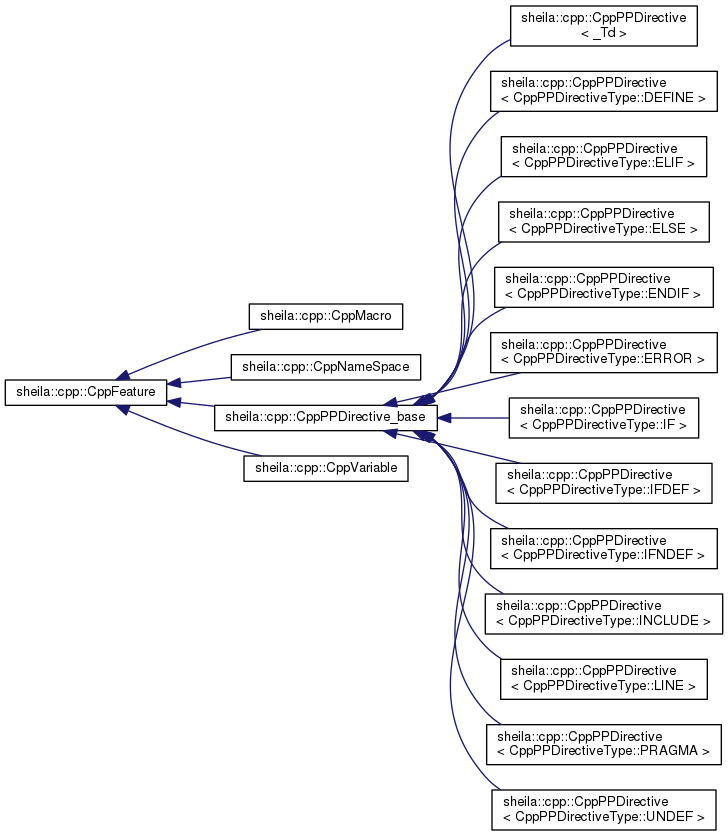 sheila::cpp::CppPPDirective
< _Td >
sheila::cpp::CppPPDirective
< CppPPDirectiveType::DEFINE >
sheila::cpp::CppPPDirective
< CppPPDirectiveType::ELIF >
sheila::cpp::CppPPDirective
< CppPPDirectiveType::ELSE >
sheila::cpp::CppPPDirective
< CppPPDirectiveType::ENDIF >
sheila::cpp::CppMacro
sheila::cpp::CppPPDirective
< CppPPDirectiveType::ERROR >
sheila::cpp::CppNameSpace
sheila::cpp::CppFeature
sheila::cpp::CppPPDirective_base
sheila::cpp::CppPPDirective
< CppPPDirectiveType::IF >
sheila::cpp::CppVariable
sheila::cpp::CppPPDirective
< CppPPDirectiveType::IFDEF >
sheila::cpp::CppPPDirective
< CppPPDirectiveType::IFNDEF >
sheila::cpp::CppPPDirective
< CppPPDirectiveType::INCLUDE >
sheila::cpp::CppPPDirective
< CppPPDirectiveType::LINE >
sheila::cpp::CppPPDirective
< CppPPDirectiveType::PRAGMA >
sheila::cpp::CppPPDirective
< CppPPDirectiveType::UNDEF >